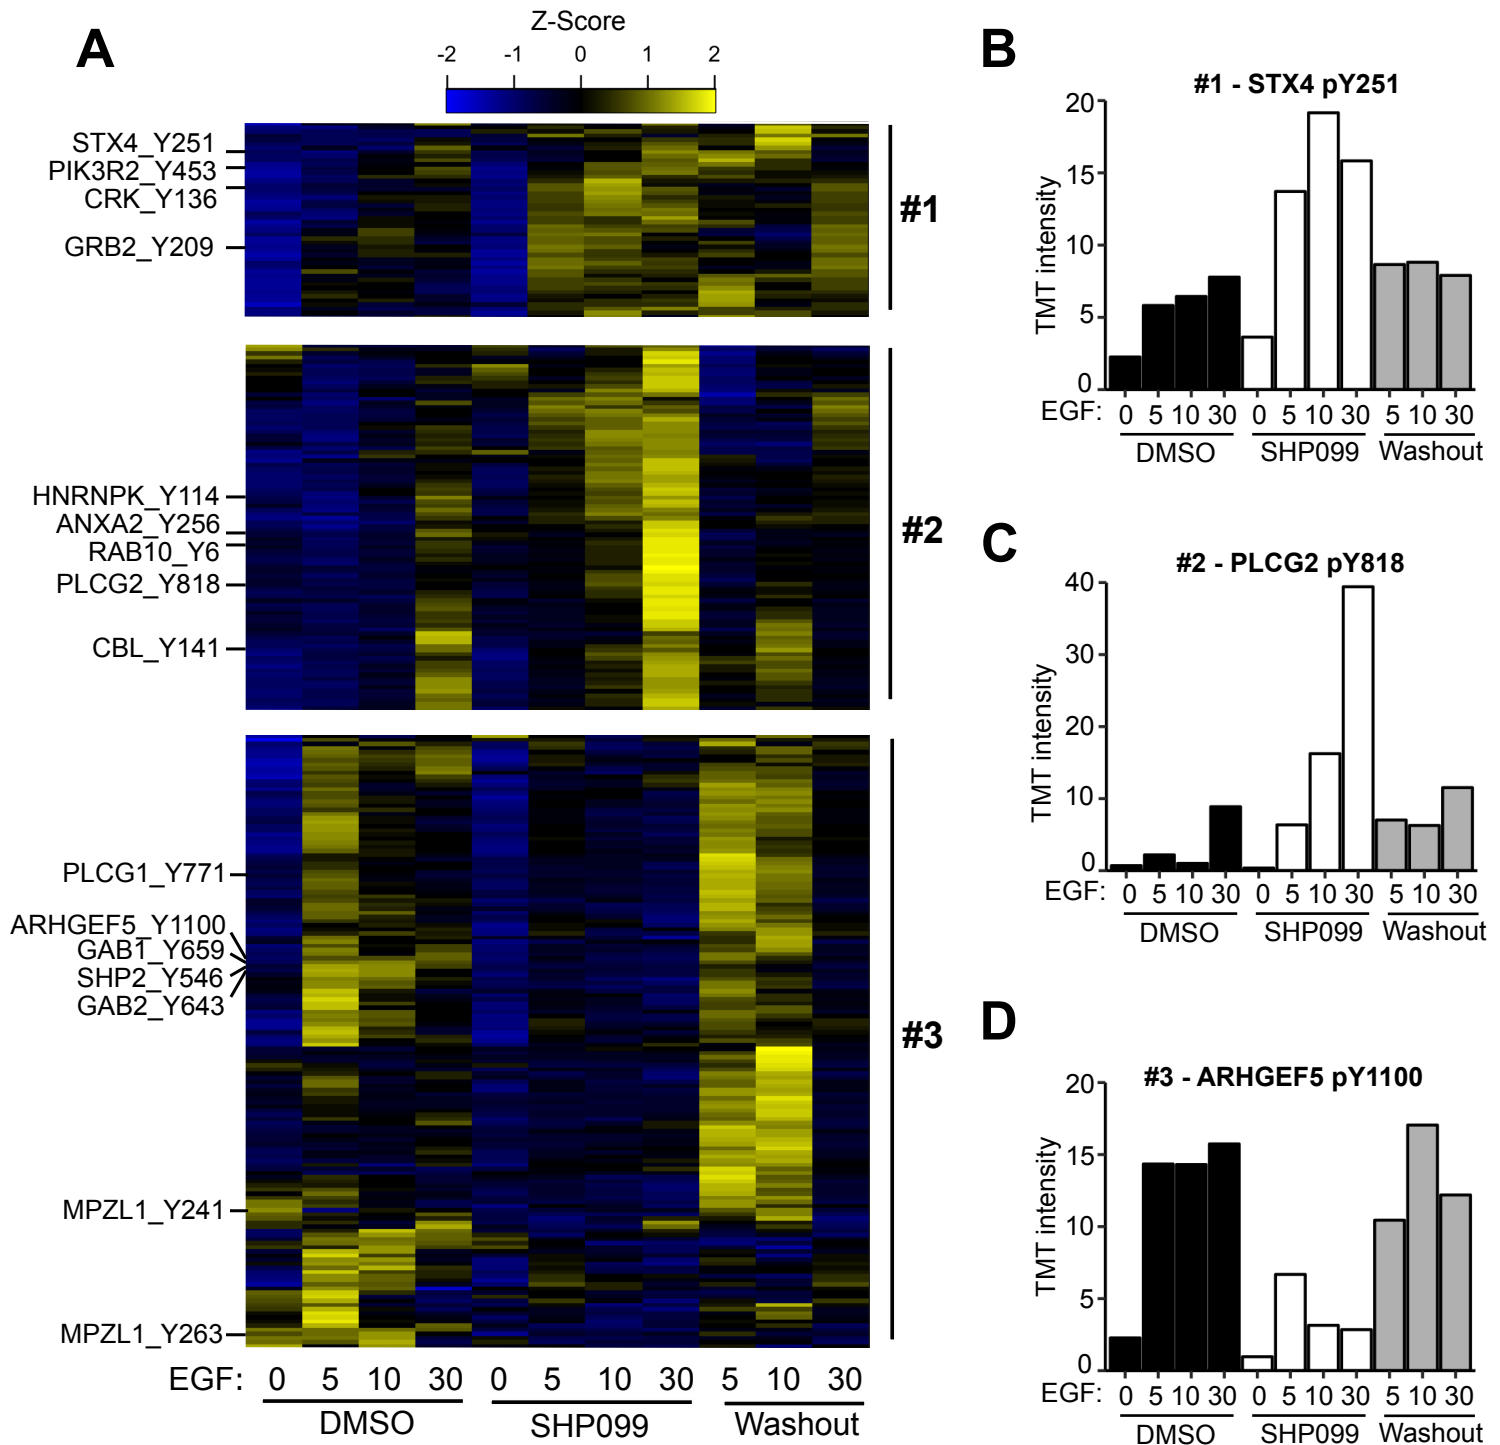 A
Z-Score
-2 -1 0 1 2
STX4_Y251
PIK3R2_Y453
CRK_Y136
GRB2_Y209
#1
HNRNPK_Y114
ANXA2_Y256
RAB10_Y6
PLCG2_Y818
CBL_Y141
#2
PLCG1_Y771
ARHGEF5_Y1100
GAB1_Y659
SHP2_Y546
GAB2_Y643
MPZL1_Y241
MPZL1_Y263
#3
EGF: 0 5 10 30 0 5 10 30 5 10 30
DMSO SHP099 Washout
B
#1 - STX4 pY251
TMT intensity
20
15
10
5
0
EGF: 0 5 10 30 0 5 10 30 5 10 30
DMSO SHP099 Washout
C
#2 - PLCG2 pY818
TMT intensity
40
30
20
10
0
EGF: 0 5 10 30 0 5 10 30 5 10 30
DMSO SHP099 Washout
D
#3 - ARHGEF5 pY1100
TMT intensity
20
15
10
5
0
EGF: 0 5 10 30 0 5 10 30 5 10 30
DMSO SHP099 Washout